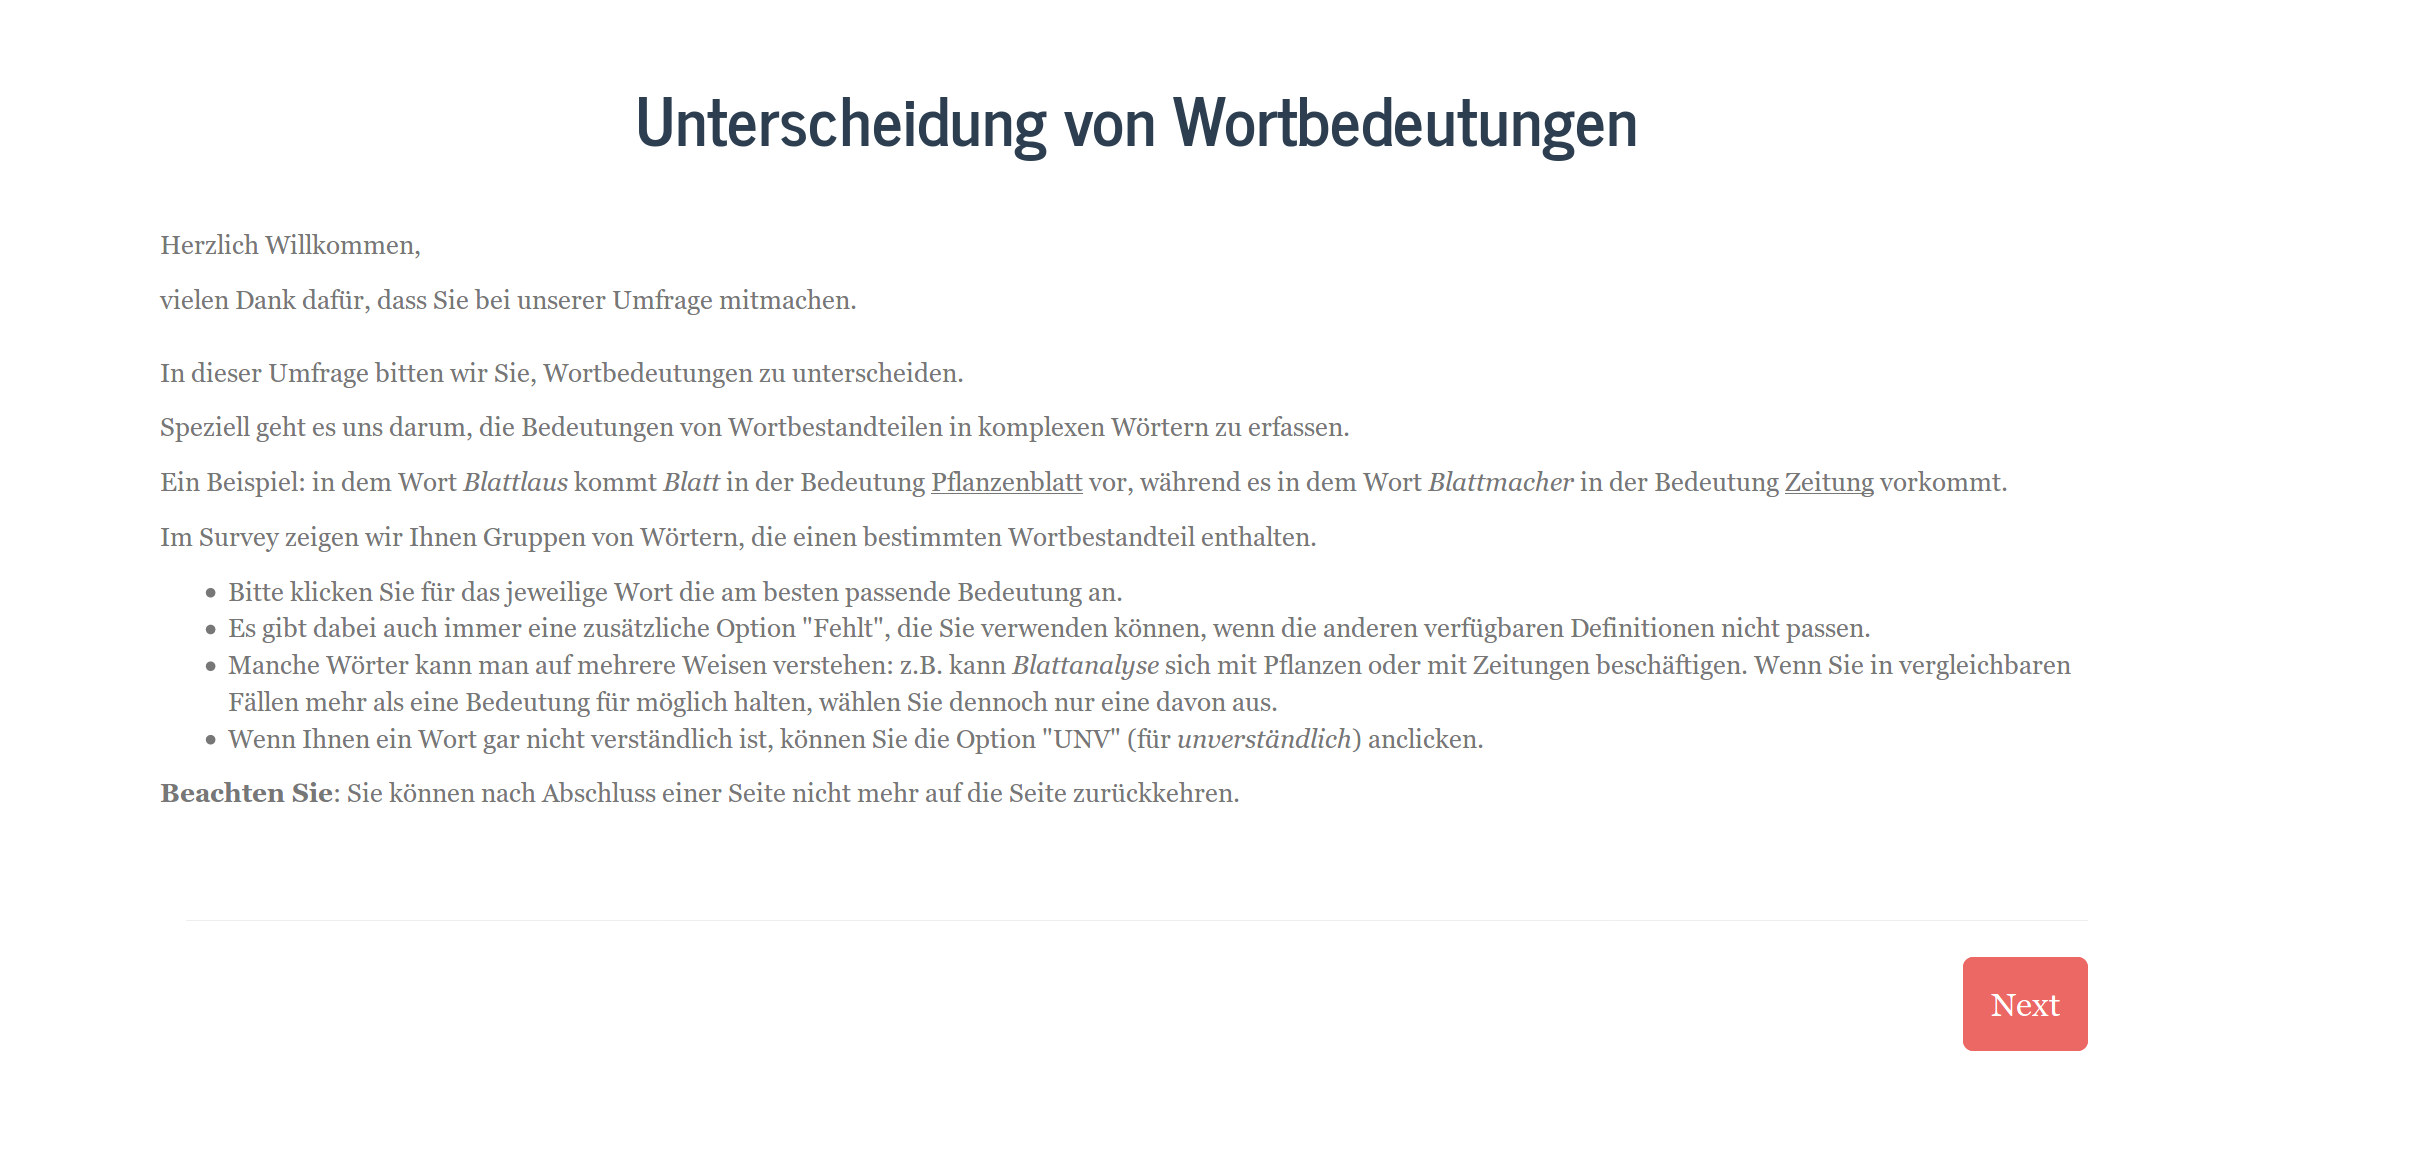 Unterscheidung von Wortbedeutungen
Herzlich Willkommen,
vielen Dank dafür, dass Sie bei unserer Umfrage mitmachen.
In dieser Umfrage bitten wir Sie, Wortbedeutungen zu unterscheiden.
Speziell geht es uns darum, die Bedeutungen von Wortbestandteilen in komplexen Wörtern zu erfassen.
Ein Beispiel: in dem Wort Blattlaus kommt Blatt in der Bedeutung Pflanzenblatt vor, während es in dem Wort Blattmacher in der Bedeutung Zeitung vorkommt.
Im Survey zeigen wir Ihnen Gruppen von Wörtern, die einen bestimmten Wortbestandteil enthalten.
• Bitte klicken Sie für das jeweilige Wort die am besten passende Bedeutung an.
• Es gibt dabei auch immer eine zusätzliche Option "Fehlt", die Sie verwenden können, wenn die anderen verfügbaren Definitionen nicht passen.
• Manche Wörter kann man auf mehrere Weisen verstehen: z.B. kann Blattanalyse sich mit Pflanzen oder mit Zeitungen beschäftigen. Wenn Sie in vergleichbaren
Fällen mehr als eine Bedeutung für möglich halten, wählen Sie dennoch nur eine davon aus.
• Wenn Ihnen ein Wort gar nicht verständlich ist, können Sie die Option "UNV" (für unverständlich) anclicken.
Beachten Sie: Sie können nach Abschluss einer Seite nicht mehr auf die Seite zurückkehren.
Next